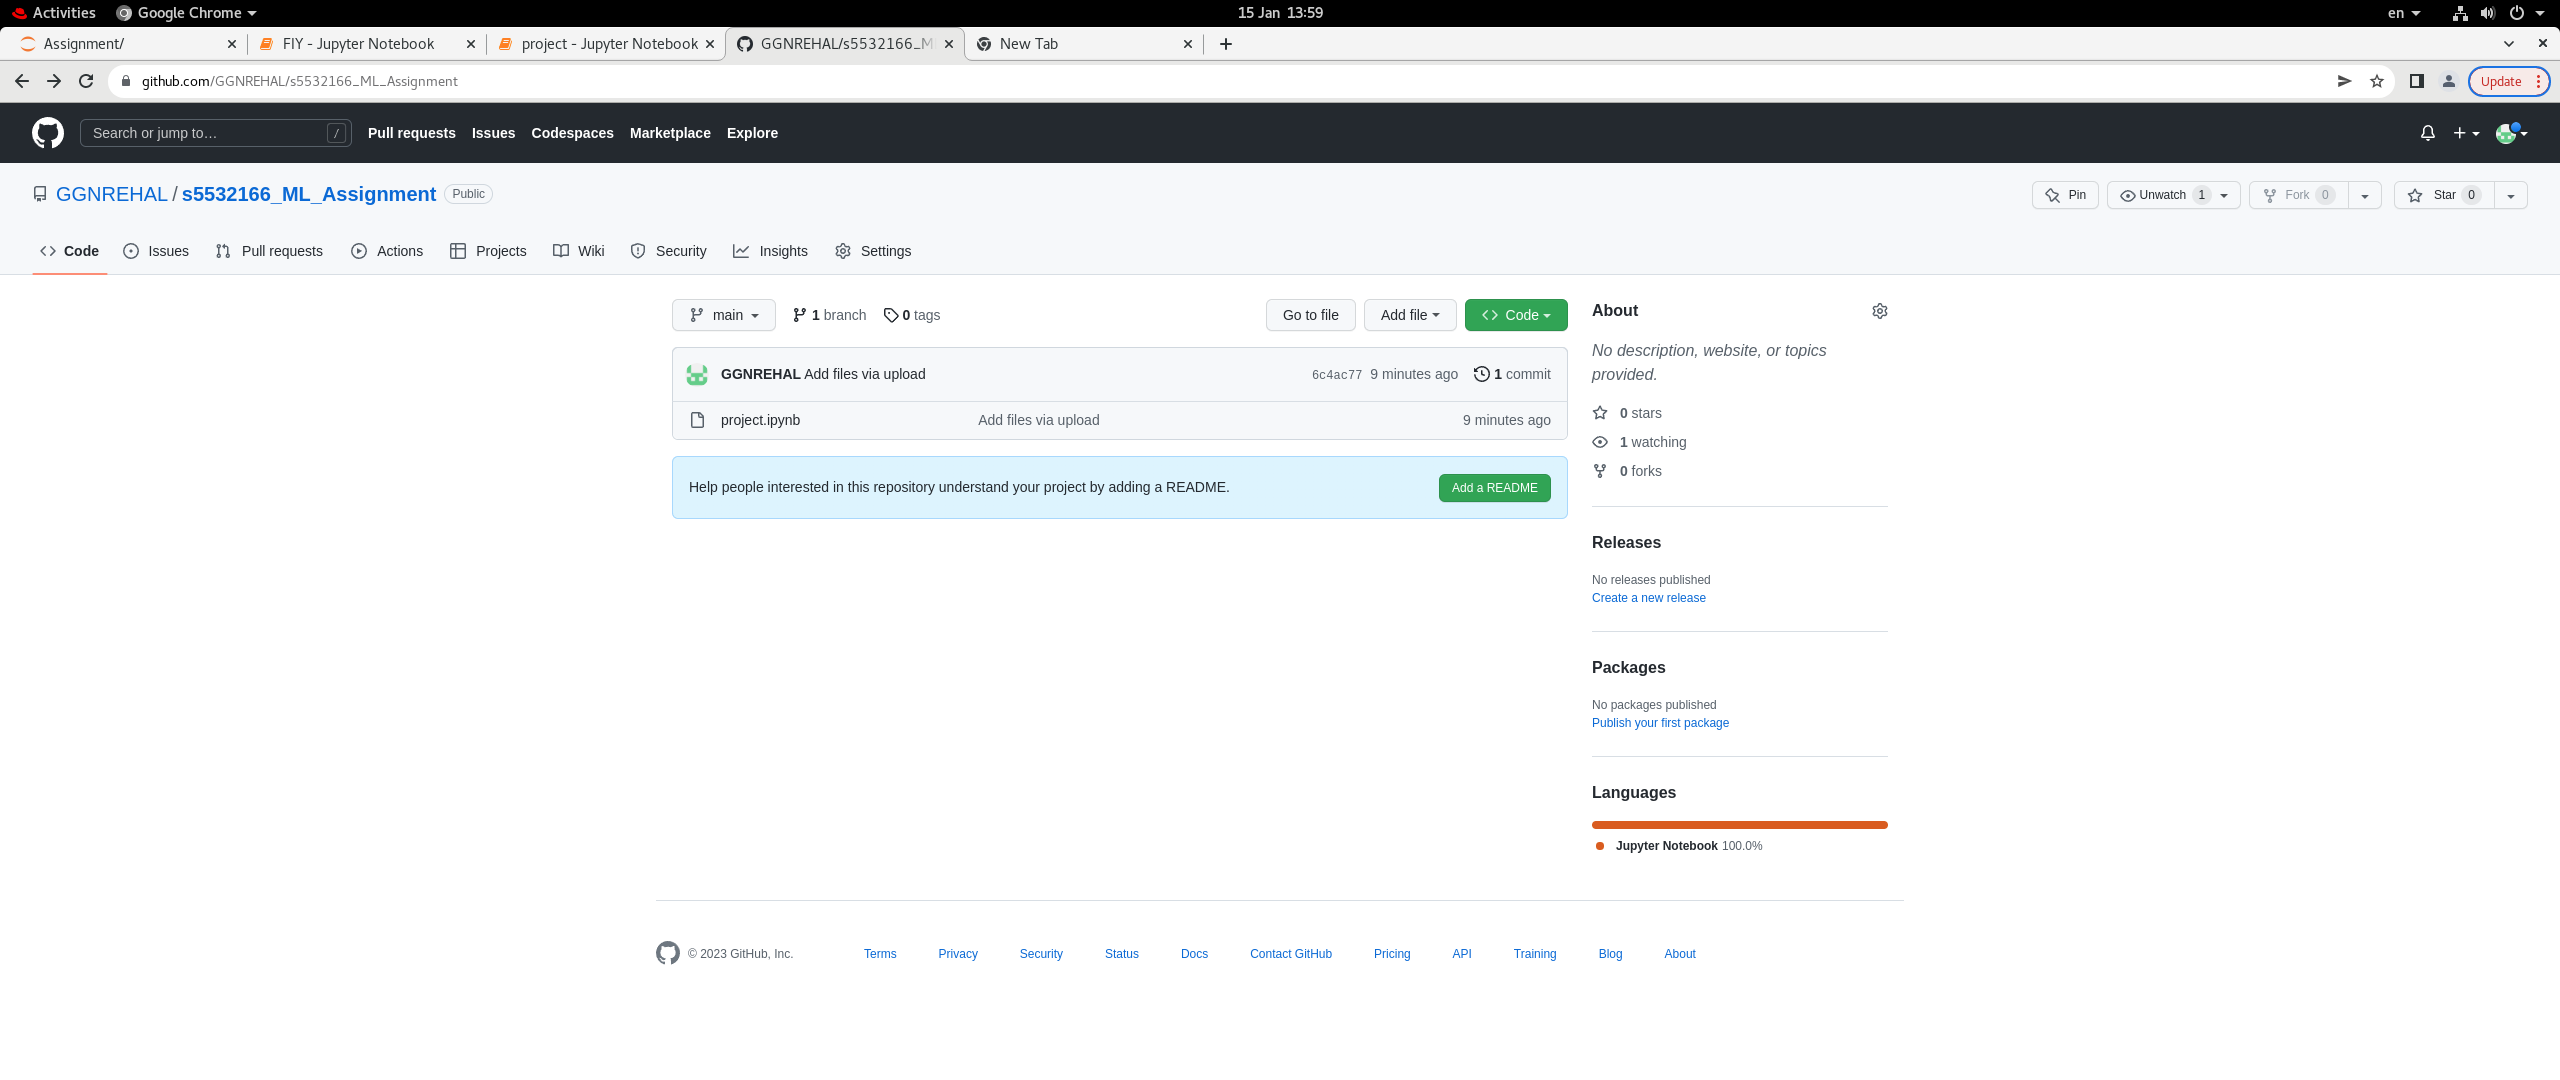 Activities Google Chrome 15 Jan 13:59 en
Assignment/ FIY - Jupyter Notebook project - Jupyter Notebook GGNREHAL/s5532166_M New Tab
github.com/GGNREHAL/s5532166_ML_Assignment Update
Search or jump to… / Pull requests Issues Codespaces Marketplace Explore
GGNREHAL / s5532166_ML_Assignment Public Pin Unwatch 1 Fork 0 Star 0
Code Issues Pull requests Actions Projects Wiki Security Insights Settings
main 1 branch 0 tags Go to file Add file Code
GGNREHAL Add files via upload 6c4ac77 9 minutes ago 1 commit
project.ipynb Add files via upload 9 minutes ago
Help people interested in this repository understand your project by adding a README. Add a README
About
No description, website, or topics
provided.
0 stars
1 watching
0 forks
Releases
No releases published
Create a new release
Packages
No packages published
Publish your first package
Languages
Jupyter Notebook 100.0%
© 2023 GitHub, Inc. Terms Privacy Security Status Docs Contact GitHub Pricing API Training Blog About